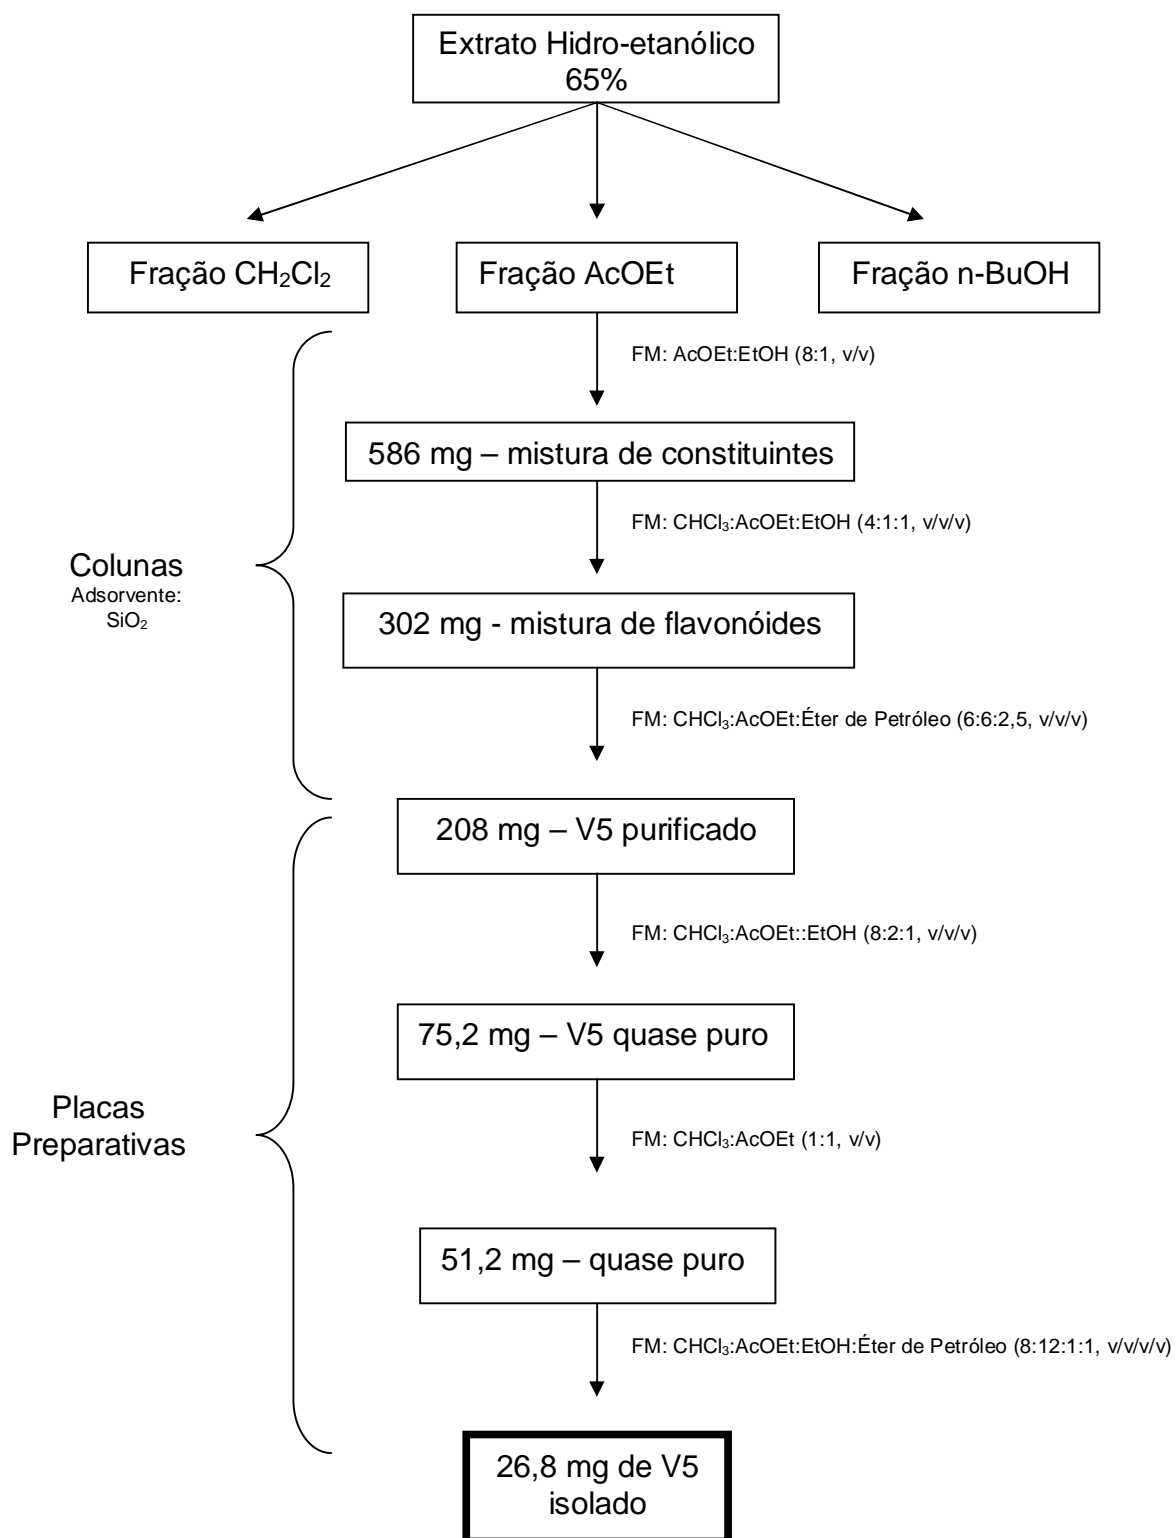 Extrato Hidro-etanólico
65%
Fração CH₂Cl₂
Fração AcOEt
Fração n-BuOH
FM: AcOEt:EtOH (8:1, v/v)
586 mg – mistura de constituintes
FM: CHCl₃:AcOEt:EtOH (4:1:1, v/v/v)
Colunas
Adsorvente:
SiO₂
302 mg - mistura de flavonóides
FM: CHCl₃:AcOEt:Éter de Petróleo (6:6:2,5, v/v/v)
208 mg – V5 purificado
FM: CHCl₃:AcOEt::EtOH (8:2:1, v/v/v)
75,2 mg – V5 quase puro
Placas
Preparativas
FM: CHCl₃:AcOEt (1:1, v/v)
51,2 mg – quase puro
FM: CHCl₃:AcOEt:EtOH:Éter de Petróleo (8:12:1:1, v/v/v/v)
26,8 mg de V5
isolado